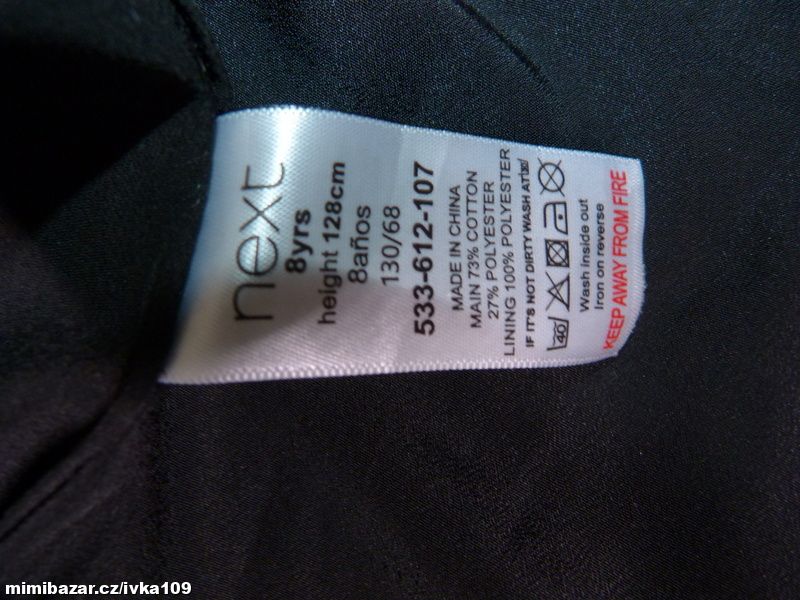 next
8yrs
height 128cm
8años
130/68
533-612-107
MADE IN CHINA
MAIN 73% COTTON
27% POLYESTER
LINING 100% POLYESTER
IF IT'S NOT DIRTY WASH AT
40
Wash inside out
Iron on reverse
KEEP AWAY FROM FIRE
mimibazar.cz/ivka109